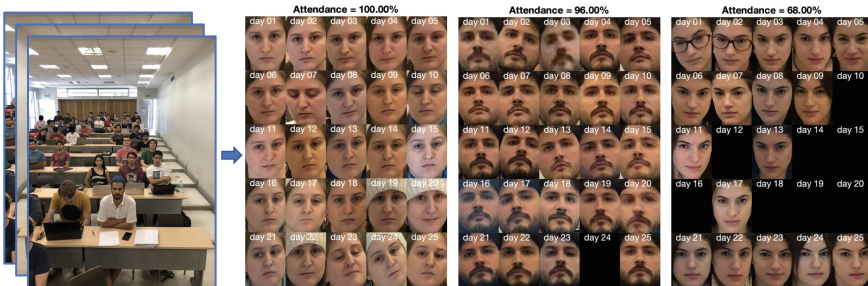 Attendance = 100.00%
day 01 day 02 day 03 day 04 day 05
day 06 day 07 day 08 day 09 day 10
day 11 day 12 day 13 day 14 day 15
day 16 day 17 day 18 day 19 day 20
day 21 day 22 day 23 day 24 day 25
Attendance = 96.00%
day 01 day 02 day 03 day 04 day 05
day 06 day 07 day 08 day 09 day 10
day 11 day 12 day 13 day 14 day 15
day 16 day 17 day 18 day 19 day 20
day 21 day 22 day 23 day 24 day 25
Attendance = 68.00%
day 01 day 02 day 03 day 04 day 05
day 06 day 07 day 08 day 09 day 10
day 11 day 12 day 13 day 14 day 15
day 16 day 17 day 18 day 19 day 20
day 21 day 22 day 23 day 24 day 25